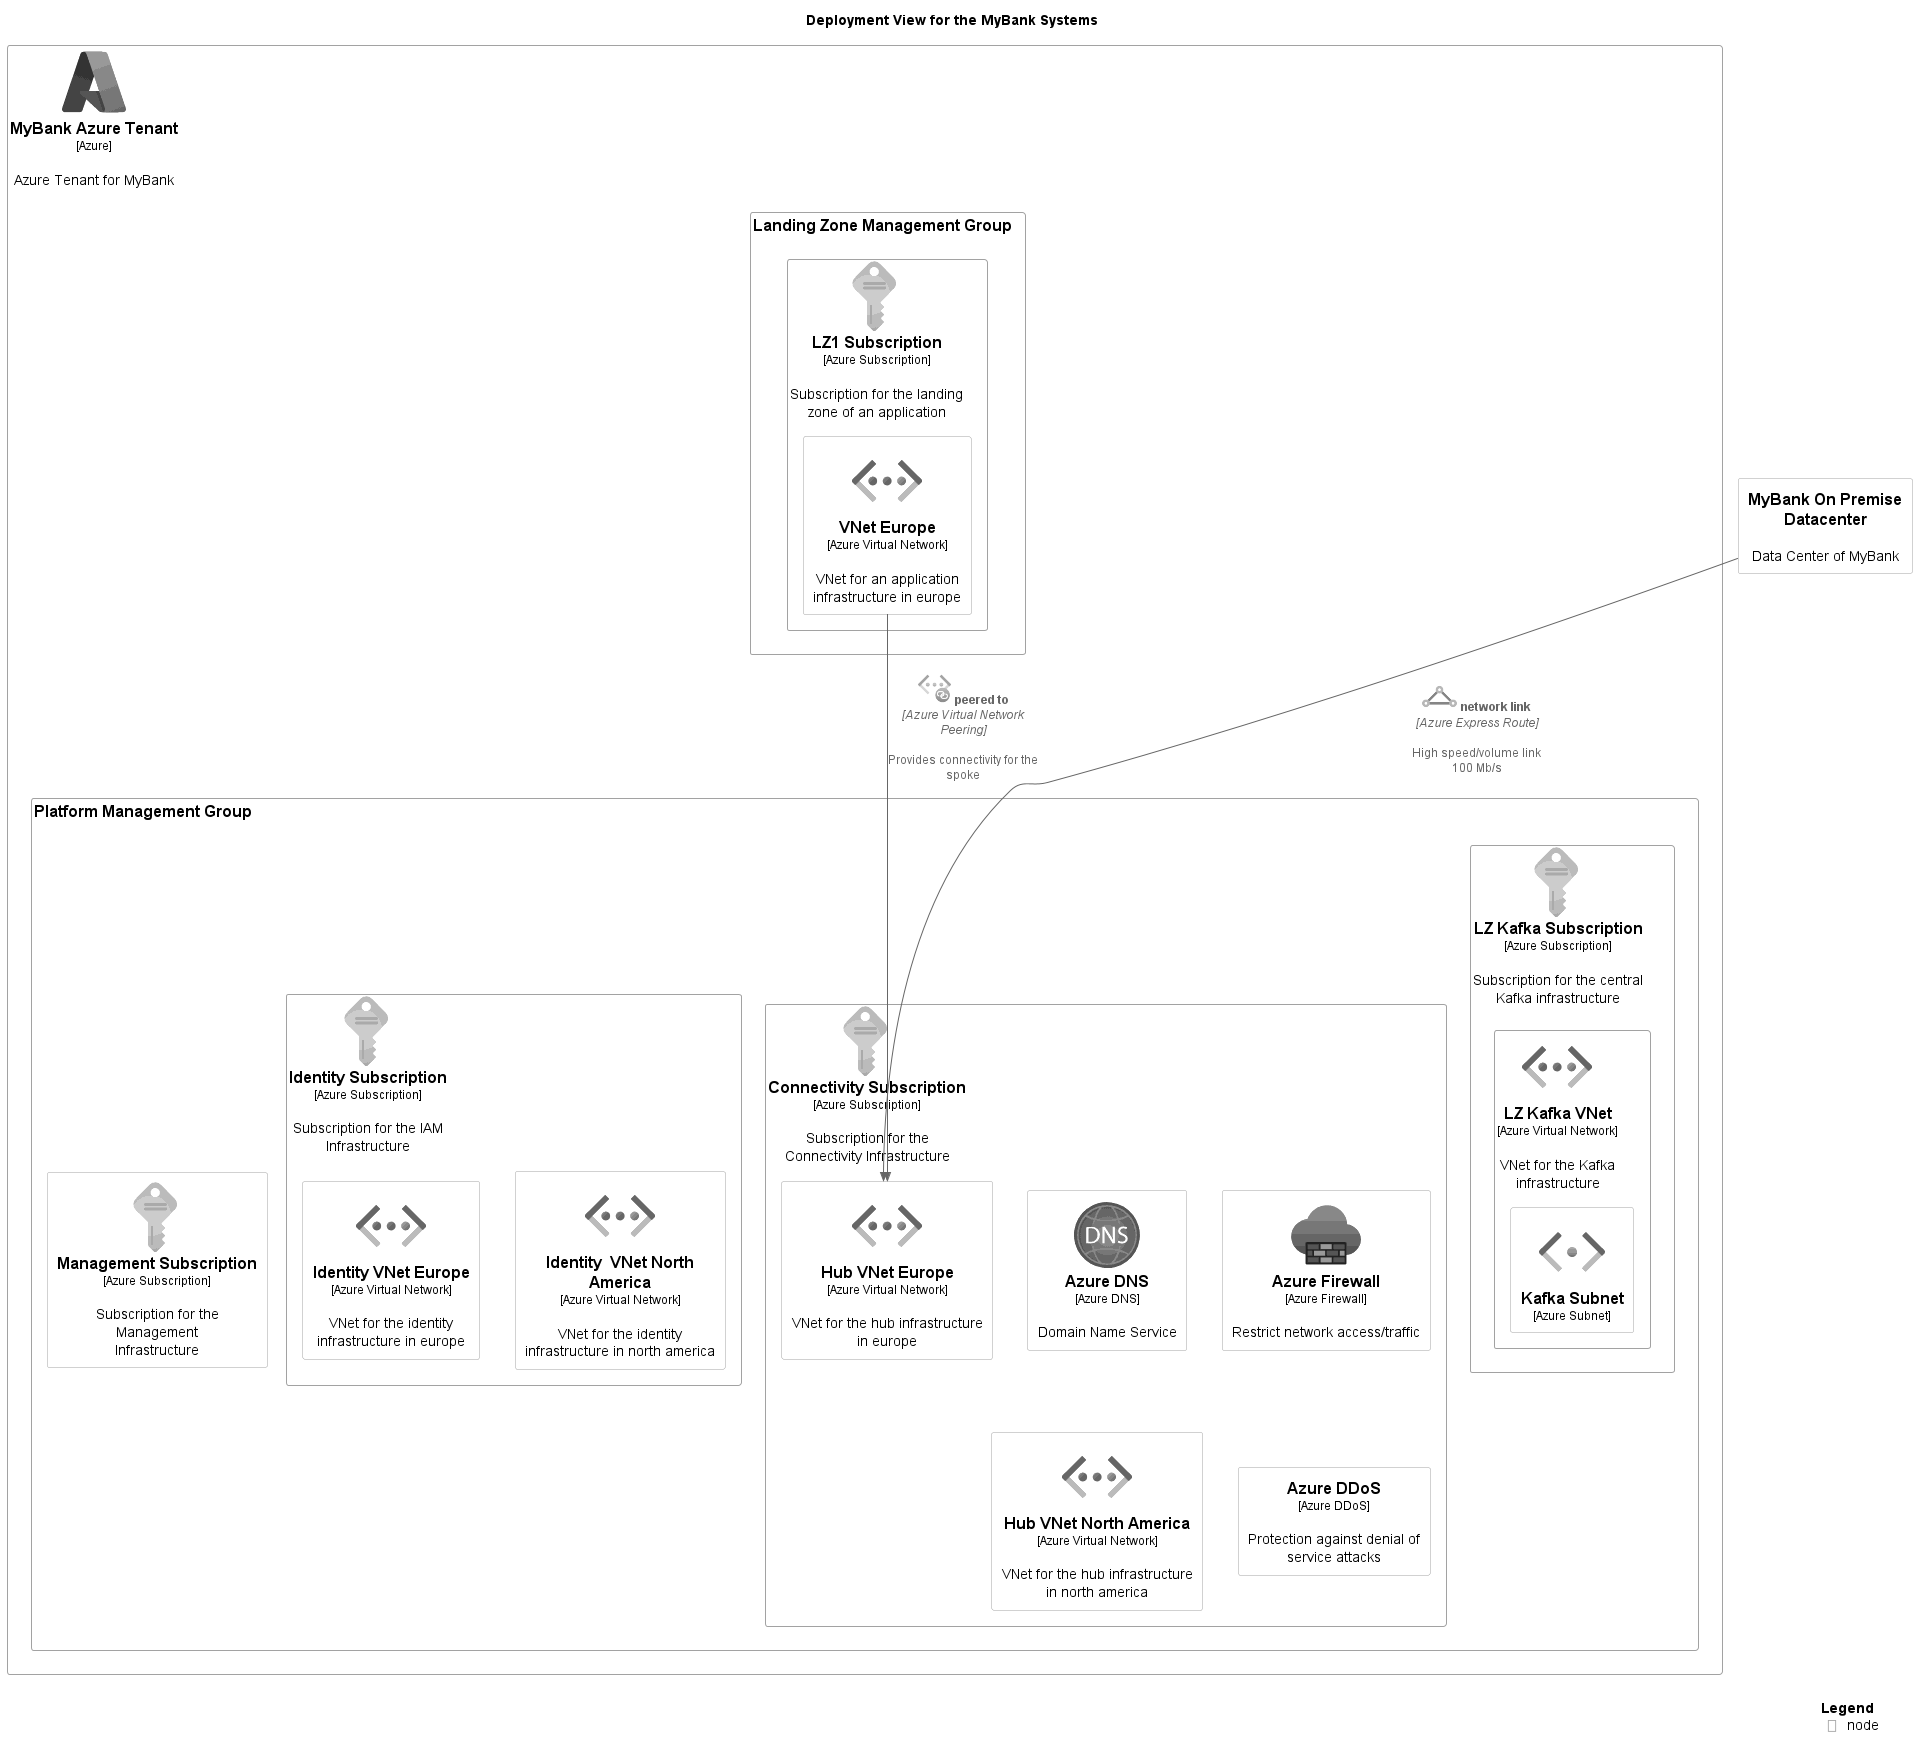 Deployment View for the MyBank Systems
MyBank Azure Tenant
[Azure]
Azure Tenant for MyBank
Landing Zone Management Group
LZ1 Subscription
[Azure Subscription]
Subscription for the landing
zone of an application
VNet Europe
[Azure Virtual Network]
VNet for an application
infrastructure in europe
MyBank On Premise
Datacenter
Data Center of MyBank
peered to
[Azure Virtual Network
Peering]
Provides connectivity for the
spoke
network link
[Azure Express Route]
High speed/volume link
100 Mb/s
Platform Management Group
Management Subscription
[Azure Subscription]
Subscription for the
Management
Infrastructure
Identity Subscription
[Azure Subscription]
Subscription for the IAM
Infrastructure
Identity VNet Europe
[Azure Virtual Network]
VNet for the identity
infrastructure in europe
Identity  VNet North
America
[Azure Virtual Network]
VNet for the identity
infrastructure in north america
Connectivity Subscription
[Azure Subscription]
Subscription for the
Connectivity Infrastructure
Hub VNet Europe
[Azure Virtual Network]
VNet for the hub infrastructure
in europe
DNS
Azure DNS
[Azure DNS]
Domain Name Service
Azure Firewall
[Azure Firewall]
Restrict network access/traffic
Hub VNet North America
[Azure Virtual Network]
VNet for the hub infrastructure
in north america
Azure DDoS
[Azure DDoS]
Protection against denial of
service attacks
LZ Kafka Subscription
[Azure Subscription]
Subscription for the central
Kafka infrastructure
LZ Kafka VNet
[Azure Virtual Network]
VNet for the Kafka
infrastructure
Kafka Subnet
[Azure Subnet]
Legend
node